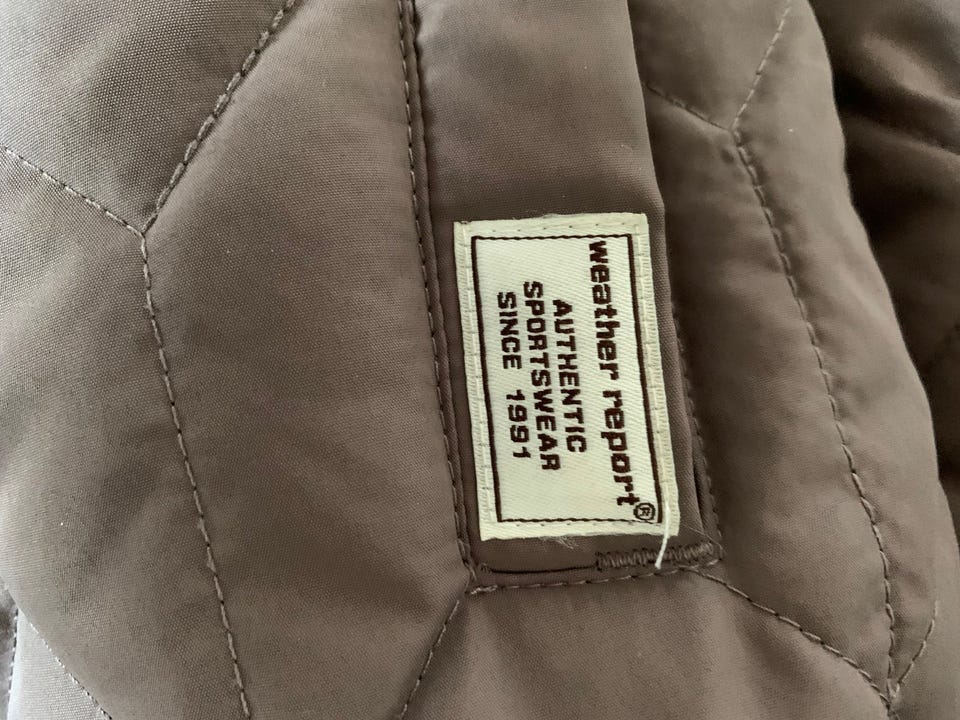 weather report®
AUTHENTIC
SPORTSWEAR
SINCE 1991